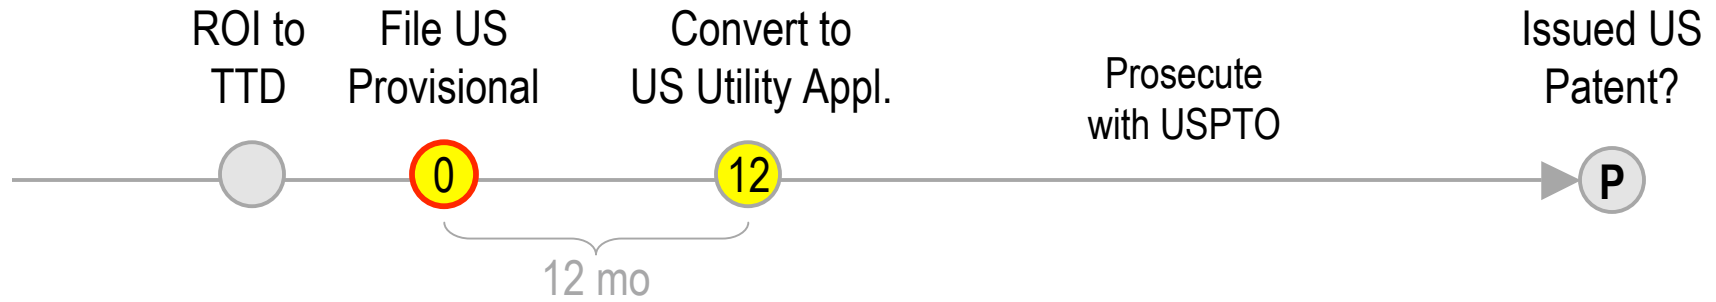 ROI to
TTD
File US
Provisional
Convert to
US Utility Appl.
Prosecute
with USPTO
Issued US
Patent?
0
12
P
12 mo